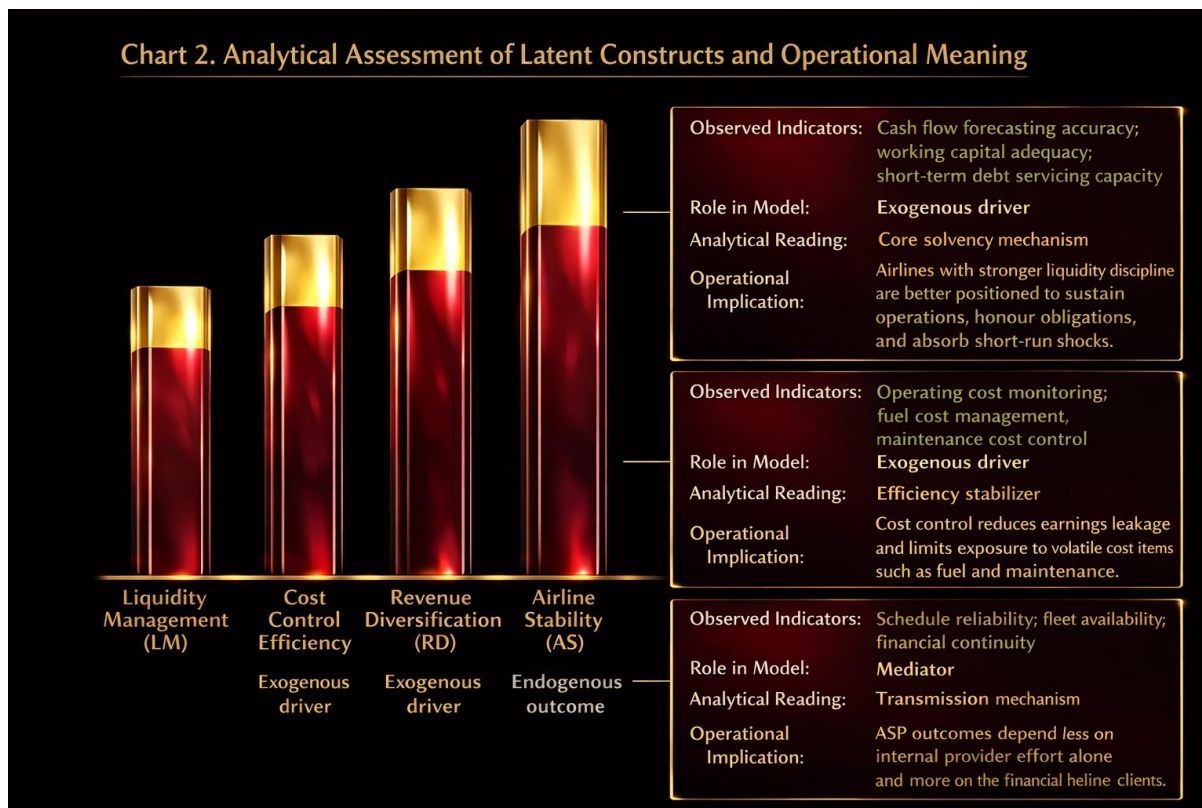 Chart 2. Analytical Assessment of Latent Constructs and Operational Meaning
Liquidity
Management
(LM)
Cost
Control
Efficiency
Exogenous
driver
Revenue
Diversification
(RD)
Exogenous
driver
Airline
Stability
(AS)
Endogenous
outcome
Observed Indicators: Cash flow forecasting accuracy;
working capital adequacy;
short-term debt servicing capacity
Role in Model: Exogenous driver
Analytical Reading: Core solvency mechanism
Operational Implication: Airlines with stronger liquidity discipline
are better positioned to sustain
operations, honour obligations,
and absorb short-run shocks.
Observed Indicators: Operating cost monitoring;
fuel cost management,
maintenance cost control
Role in Model: Exogenous driver
Analytical Reading: Efficiency stabilizer
Operational Implication: Cost control reduces earnings leakage
and limits exposure to volatile cost items
such as fuel and maintenance.
Observed Indicators: Schedule reliability; fleet availability;
financial continuity
Role in Model: Mediator
Analytical Reading: Transmission mechanism
Operational Implication: ASP outcomes depend less on
internal provider effort alone
and more on the financial heline clients.